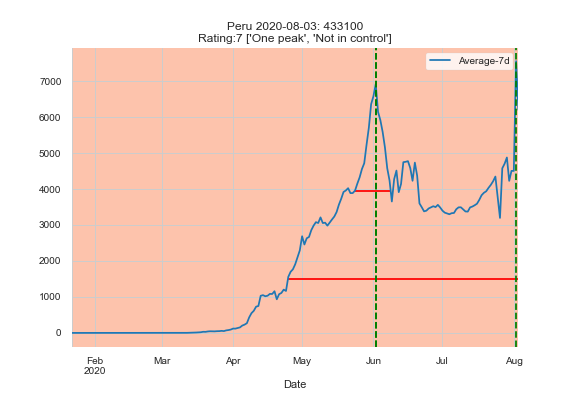 Peru 2020-08-03: 433100
Rating:7 ['One peak', 'Not in control']
Average-7d
7000
6000
5000
4000
3000
2000
1000
0
Feb
2020
Mar
Apr
May
Jun
Jul
Aug
Date